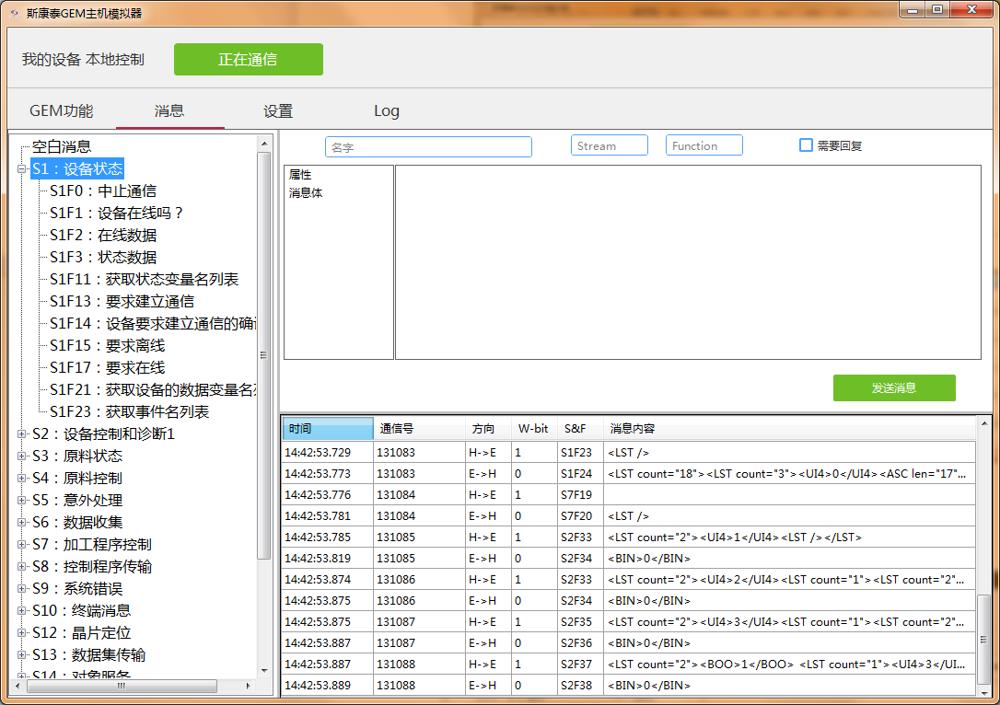 斯康泰GEM主机模拟器
我的设备 本地控制 正在通信
GEM功能 消息 设置 Log
空白消息
S1：设备状态
S1F0：中止通信
S1F1：设备在线吗？
S1F2：在线数据
S1F3：状态数据
S1F11：获取状态变量名列表
S1F13：要求建立通信
S1F14：设备要求建立通信的确
S1F15：要求离线
S1F17：要求在线
S1F21：获取设备的数据变量名
S1F23：获取事件名列表
S2：设备控制和诊断1
S3：原料状态
S4：原料控制
S5：意外处理
S6：数据收集
S7：加工程序控制
S8：控制程序传输
S9：系统错误
S10：终端消息
S12：晶片定位
S13：数据集传输
S14：对象服务
名字 Stream Function 需要回复
属性
消息体
发送消息
时间 通信号 方向 W-bit S&F 消息内容
14:42:53.729 131083 H->E 1 S1F23 <LST />
14:42:53.773 131083 E->H 0 S1F24 <LST count="18"><LST count="3"><UI4>0</UI4><ASC len="17"...
14:42:53.776 131084 H->E 1 S7F19
14:42:53.781 131084 E->H 0 S7F20 <LST />
14:42:53.785 131085 H->E 1 S2F33 <LST count="2"><UI4>1</UI4><LST /></LST>
14:42:53.819 131085 E->H 0 S2F34 <BIN>0</BIN>
14:42:53.874 131086 H->E 1 S2F33 <LST count="2"><UI4>2</UI4><LST count="1"><LST count="2"...
14:42:53.875 131086 E->H 0 S2F34 <BIN>0</BIN>
14:42:53.875 131087 H->E 1 S2F35 <LST count="2"><UI4>3</UI4><LST count="1"><LST count="2"...
14:42:53.887 131087 E->H 0 S2F36 <BIN>0</BIN>
14:42:53.887 131088 H->E 1 S2F37 <LST count="2"><BOO>1</BOO> <LST count="1"><UI4>3</UI...
14:42:53.889 131088 E->H 0 S2F38 <BIN>0</BIN>